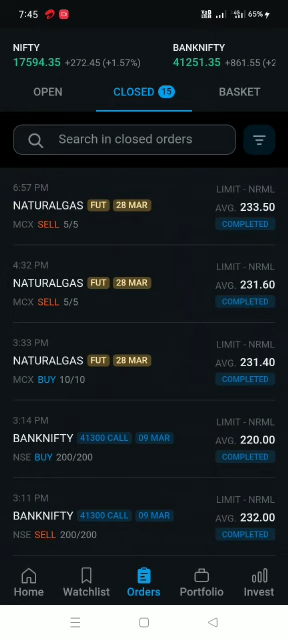 7:45 65%
NIFTY BANKNIFTY
17594.35 +272.45 (+1.57%) 41251.35 +861.55 (+2
OPEN CLOSED 15 BASKET
Search in closed orders
6:57 PM LIMIT - NRML
NATURALGAS FUT 28 MAR AVG. 233.50
MCX SELL 5/5 COMPLETED
4:32 PM LIMIT - NRML
NATURALGAS FUT 28 MAR AVG. 231.60
MCX SELL 5/5 COMPLETED
3:33 PM LIMIT - NRML
NATURALGAS FUT 28 MAR AVG. 231.40
MCX BUY 10/10 COMPLETED
3:14 PM LIMIT - NRML
BANKNIFTY 41300 CALL 09 MAR AVG. 220.00
NSE BUY 200/200 COMPLETED
3:11 PM LIMIT - NRML
BANKNIFTY 41300 CALL 09 MAR AVG. 232.00
NSE SELL 200/200 COMPLETED
Home Watchlist Orders Portfolio Invest